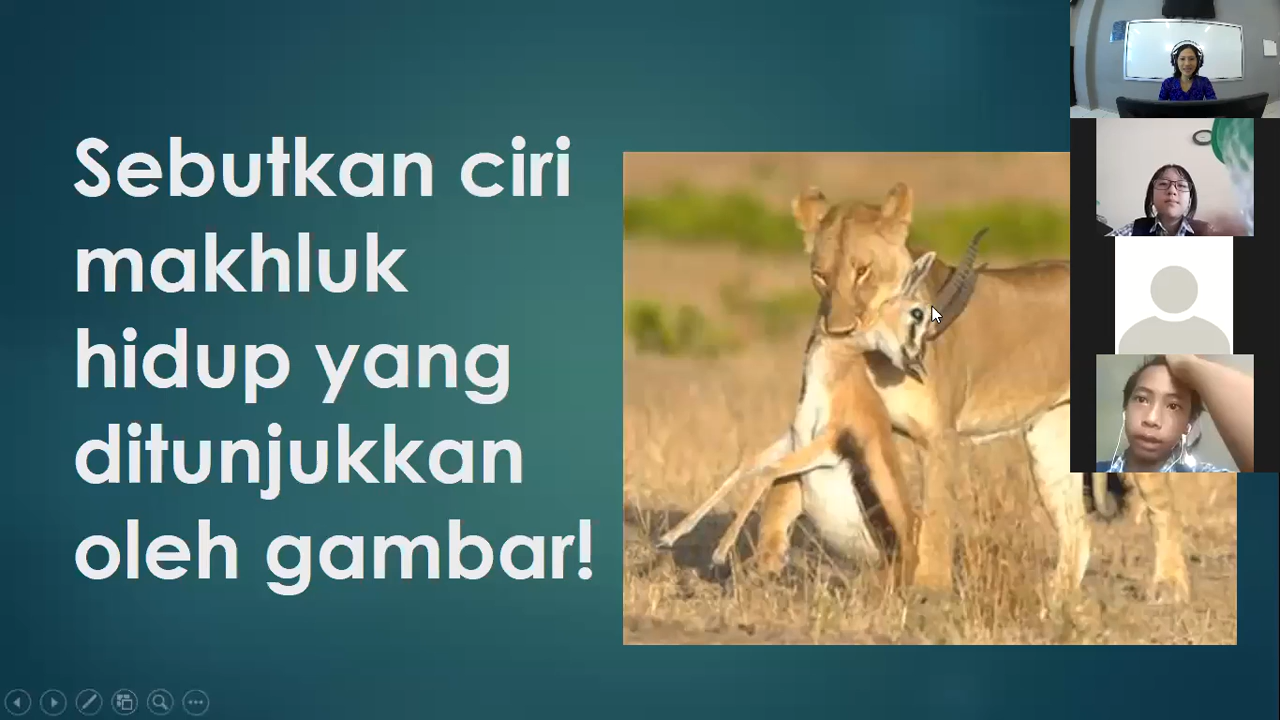 Sebutkan ciri
makhluk
hidup yang
ditunjukkan
oleh gambar!